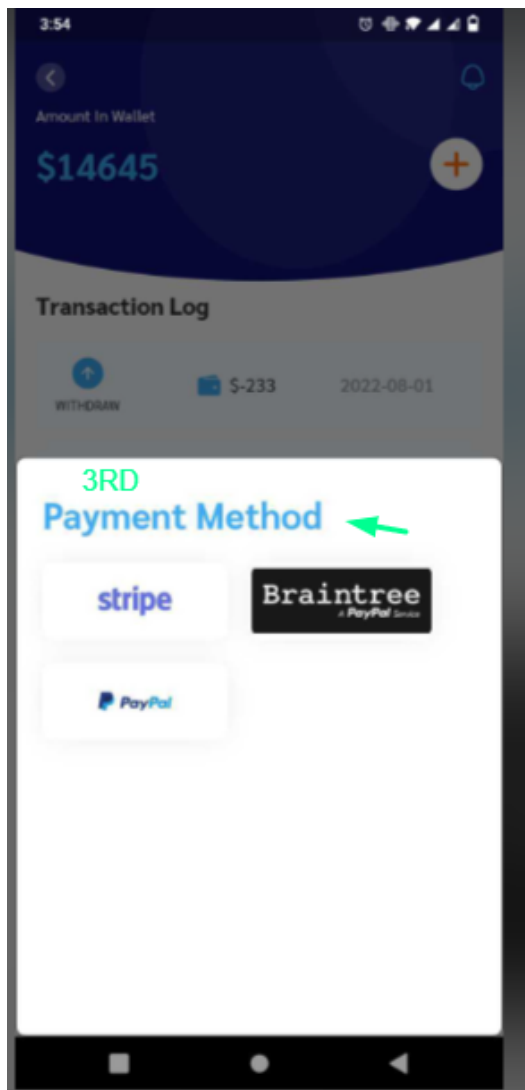 3:54
Amount In Wallet
$14645
Transaction Log
WITHDRAW
$-233
2022-08-01
3RD
Payment Method
stripe
Braintree
A PayPal Service
PayPal